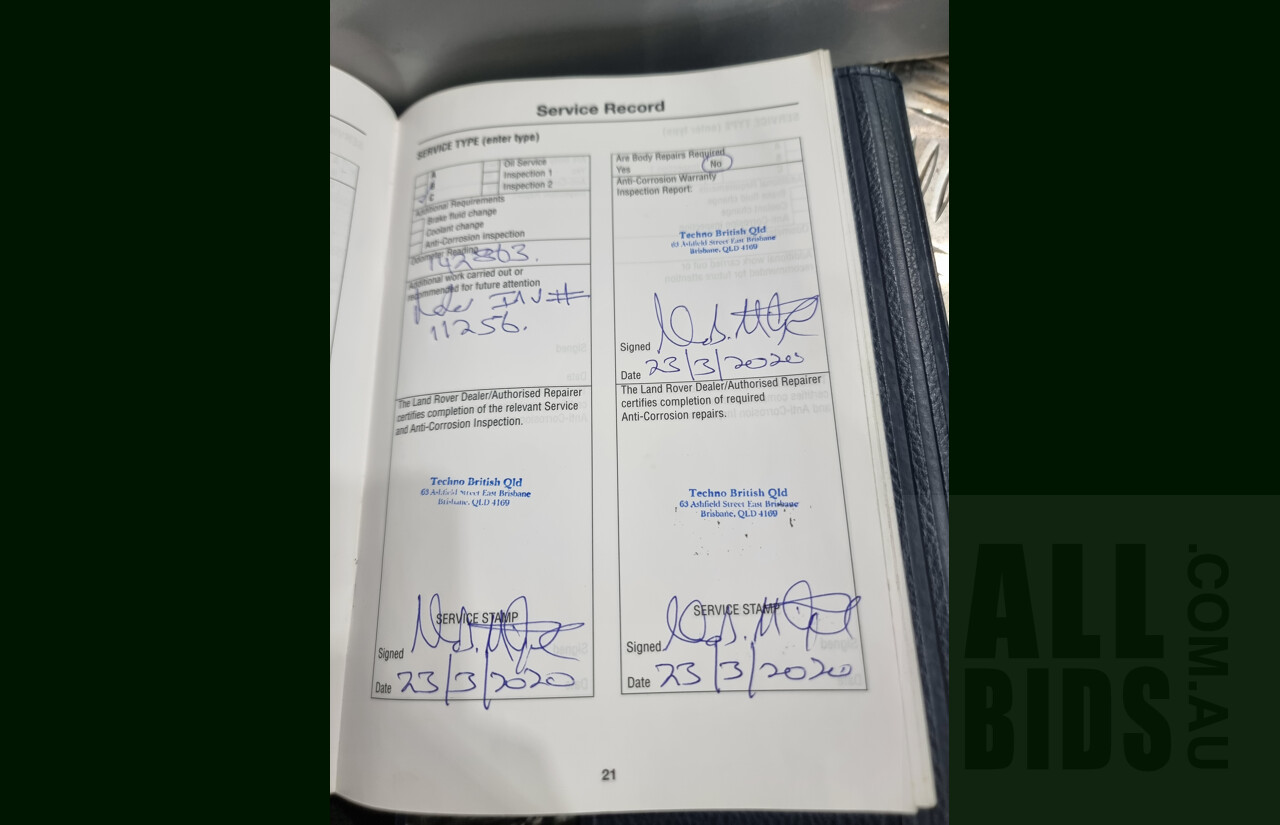 Service Record
SERVICE TYPE (enter type)
A
B
C
Oil Service
Inspection 1
Inspection 2
Additional Requirements
Brake fluid change
Coolant change
Anti-Corrosion inspection
Odometer Reading
142863.
Additional work carried out or
recommended for future attention
INV#
11256.
The Land Rover Dealer/Authorised Repairer
certifies completion of the relevant Service
and Anti-Corrosion Inspection.
Techno British Qld
63 Ashfield Street East Brisbane
Brisbane, QLD 4169
SERVICE STAMP
Signed
Date 23/3/2020
Are Body Repairs Required
Yes No
Anti-Corrosion Warranty
Inspection Report:
Techno British Qld
63 Ashfield Street East Brisbane
Brisbane, QLD 4169
Signed
Date 23/3/2020
The Land Rover Dealer/Authorised Repairer
certifies completion of required
Anti-Corrosion repairs.
Techno British Qld
63 Ashfield Street East Brisbane
Brisbane, QLD 4169
SERVICE STAMP
Signed
Date 23/3/2020
21
ALL
BIDS
.COM.AU